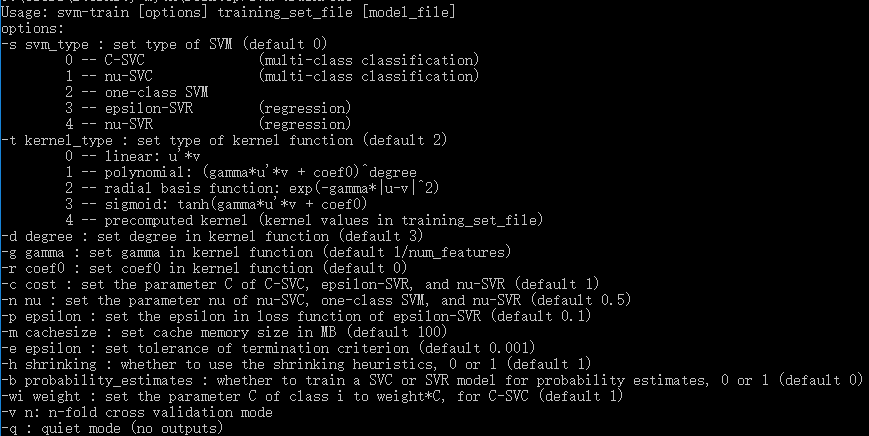 Usage: svm-train [options] training_set_file [model_file]
options:
-s svm_type : set type of SVM (default 0)
0 -- C-SVC (multi-class classification)
1 -- nu-SVC (multi-class classification)
2 -- one-class SVM
3 -- epsilon-SVR (regression)
4 -- nu-SVR (regression)
-t kernel_type : set type of kernel function (default 2)
0 -- linear: u'*v
1 -- polynomial: (gamma*u'*v + coef0)^degree
2 -- radial basis function: exp(-gamma*|u-v|^2)
3 -- sigmoid: tanh(gamma*u'*v + coef0)
4 -- precomputed kernel (kernel values in training_set_file)
-d degree : set degree in kernel function (default 3)
-g gamma : set gamma in kernel function (default 1/num_features)
-r coef0 : set coef0 in kernel function (default 0)
-c cost : set the parameter C of C-SVC, epsilon-SVR, and nu-SVR (default 1)
-n nu : set the parameter nu of nu-SVC, one-class SVM, and nu-SVR (default 0.5)
-p epsilon : set the epsilon in loss function of epsilon-SVR (default 0.1)
-m cachesize : set cache memory size in MB (default 100)
-e epsilon : set tolerance of termination criterion (default 0.001)
-h shrinking : whether to use the shrinking heuristics, 0 or 1 (default 1)
-b probability_estimates : whether to train a SVC or SVR model for probability estimates, 0 or 1 (default 0)
-wi weight : set the parameter C of class i to weight*C, for C-SVC (default 1)
-v n: n-fold cross validation mode
-q : quiet mode (no outputs)